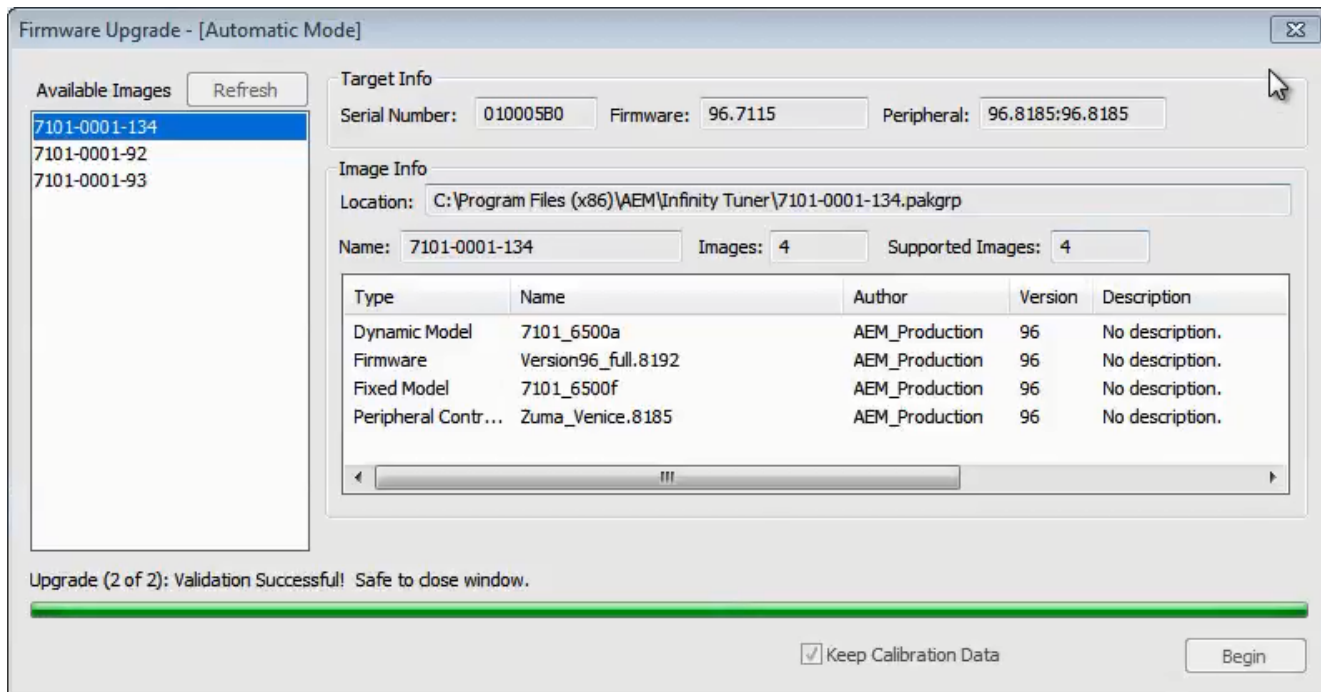 Firmware Upgrade - [Automatic Mode]
Available Images
Refresh
7101-0001-134
7101-0001-92
7101-0001-93
Target Info
Serial Number: 010005B0 Firmware: 96.7115 Peripheral: 96.8185:96.8185
Image Info
Location: C:\Program Files (x86)\AEM\Infinity Tuner\7101-0001-134.pakgrp
Name: 7101-0001-134 Images: 4 Supported Images: 4
Type Name Author Version Description
Dynamic Model 7101_6500a AEM_Production 96 No description.
Firmware Version96_full.8192 AEM_Production 96 No description.
Fixed Model 7101_6500f AEM_Production 96 No description.
Peripheral Contr... Zuma_Venice.8185 AEM_Production 96 No description.
Upgrade (2 of 2): Validation Successful! Safe to close window.
Keep Calibration Data
Begin